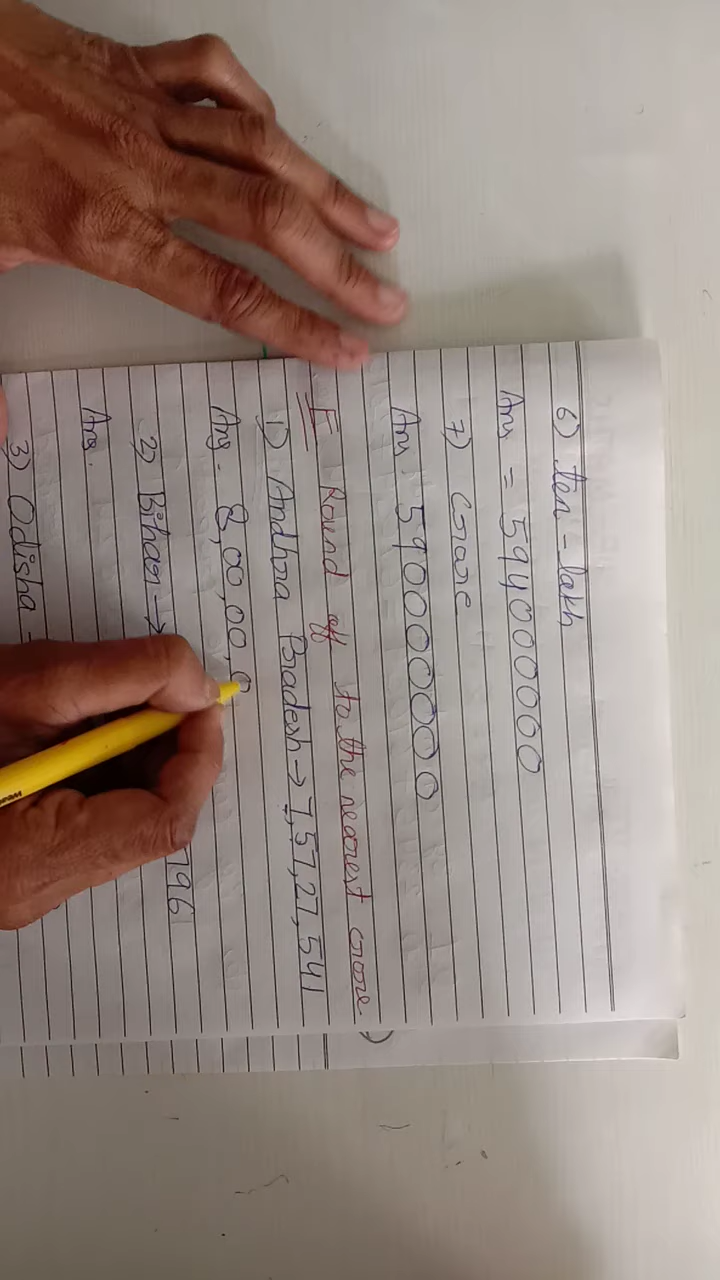 6) ten - lakh
Ans = 5940000000
7) Crore
Ans. 5900000000
E Round off to the nearest crore.
1) Andhra Pradesh → 7,57,27,541
Ans. 8,00,00,0
2) Bihar → 796
Ans.
3) Odisha -